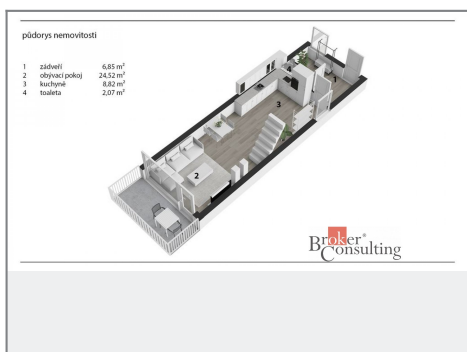 půdorys nemovitosti
1 zádveří 6,85 m²
2 obývací pokoj 24,52 m²
3 kuchyně 8,82 m²
4 toaleta 2,07 m²
3
2
Broker®
Consulting